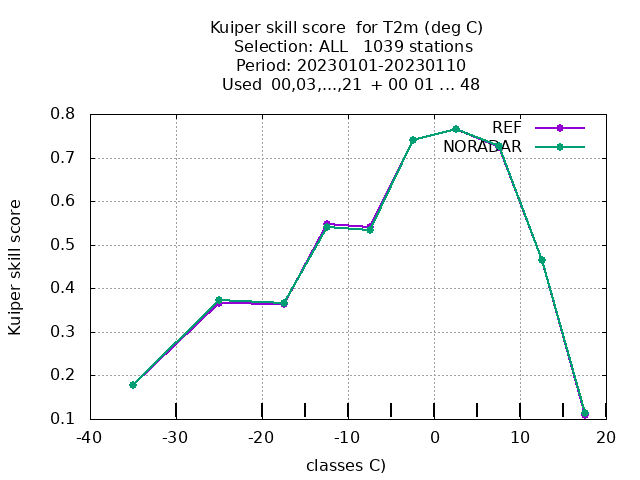 Kuiper skill score  for T2m (deg C)
Selection: ALL   1039 stations
Period: 20230101-20230110
Used  00,03,...,21  + 00 01 ... 48
REF
NORADAR
Kuiper skill score
0.8
0.7
0.6
0.5
0.4
0.3
0.2
0.1
-40 -30 -20 -10 0 10 20
classes C)